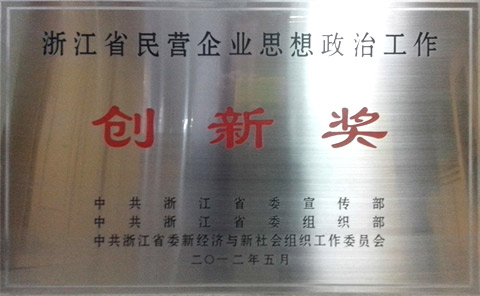 浙江省民营企业思想政治工作
创新奖
中共浙江省委宣传部
中共浙江省委组织部
中共浙江省委新经济与新社会组织工作委员会
二〇一二年五月